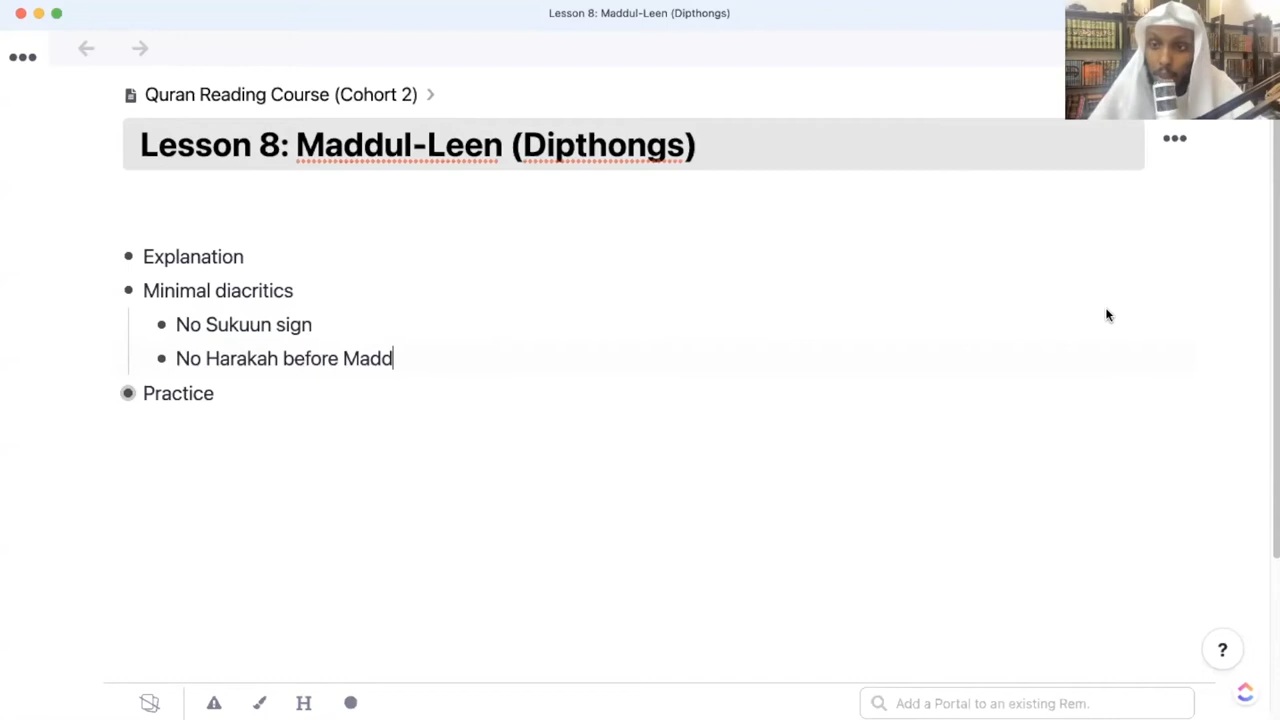 Lesson 8: Maddul-Leen (Dipthongs)
Quran Reading Course (Cohort 2)
Lesson 8: Maddul-Leen (Dipthongs)
Explanation
Minimal diacritics
No Sukuun sign
No Harakah before Madd
Practice
?
H
Add a Portal to an existing Rem.